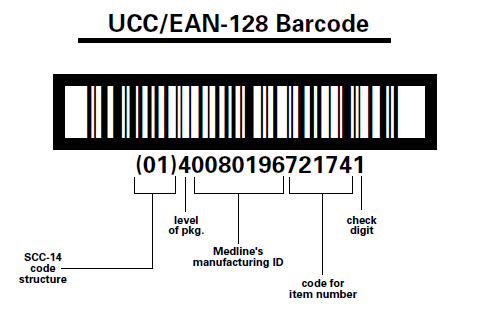 UCC/EAN-128 Barcode
(01)40080196721741
level
of pkg.
check
digit
Medline's
manufacturing ID
SCC-14
code
structure
code for
item number